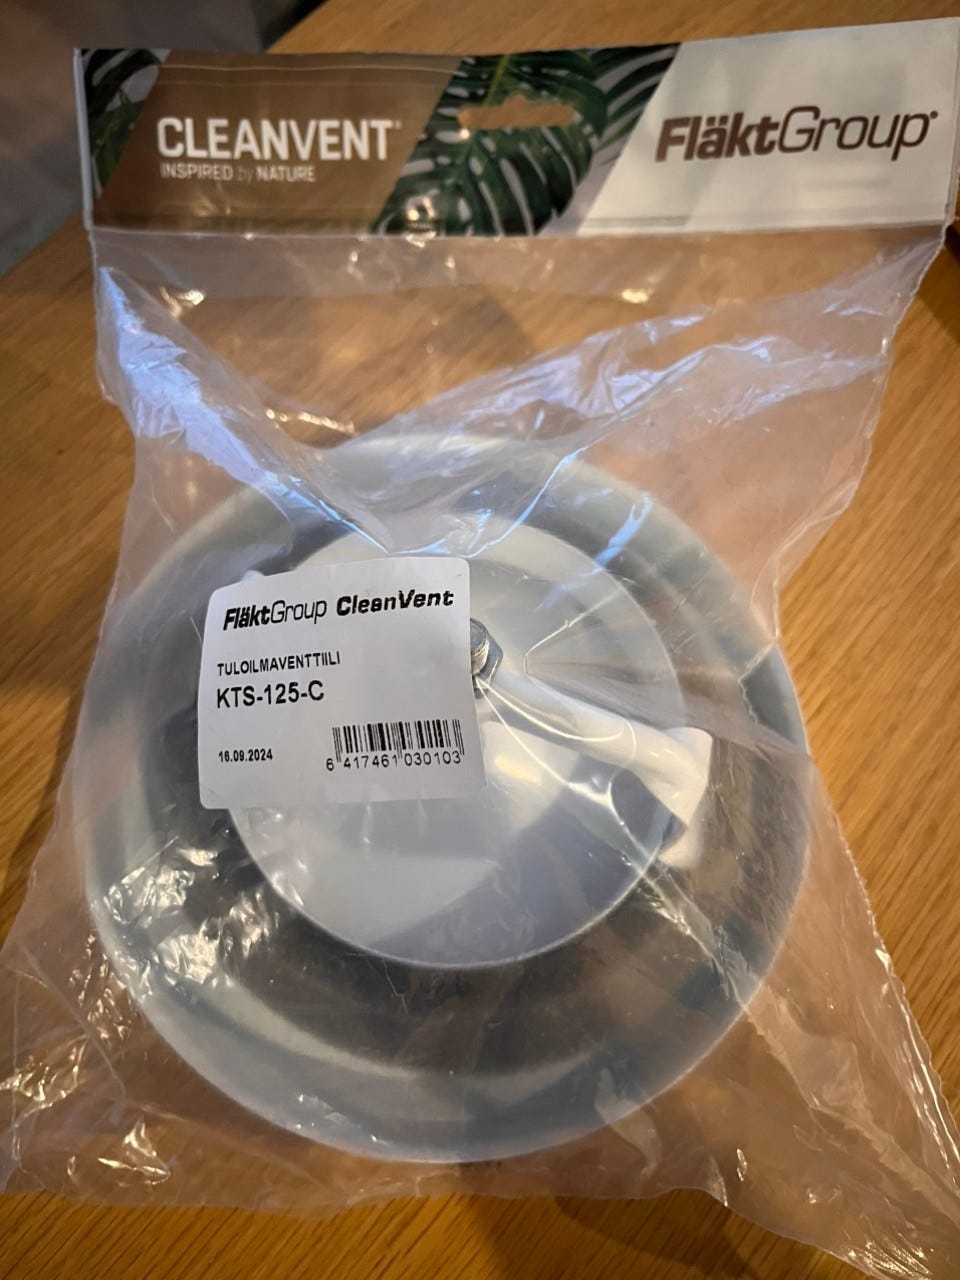 CLEANVENT®
INSPIRED by NATURE
FläktGroup®
FläktGroup CleanVent
TULOILMAVENTTIILI
KTS-125-C
16.09.2024
6 417461 030103